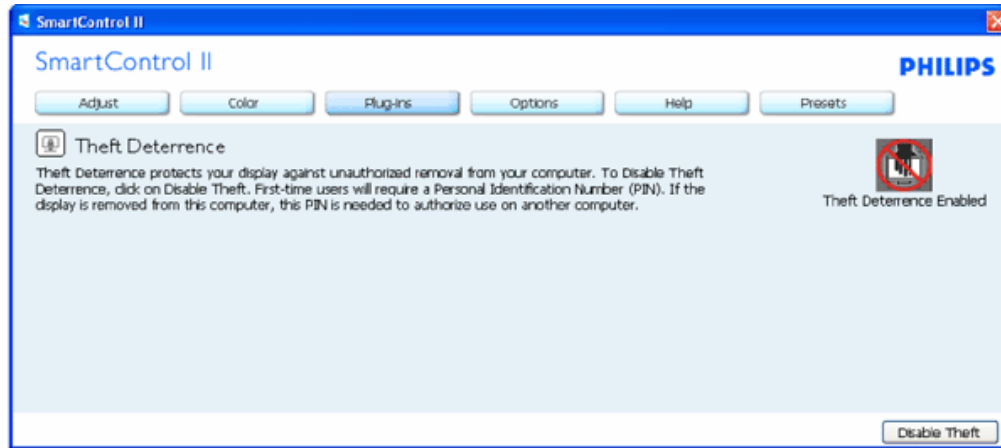 SmartControl II
SmartControl II
PHILIPS
Adjust Color Plug-ins Options Help Presets
Theft Deterrence
Theft Deterrence protects your display against unauthorized removal from your computer. To Disable Theft
Deterrence, click on Disable Theft. First-time users will require a Personal Identification Number (PIN). If the
display is removed from this computer, this PIN is needed to authorize use on another computer.
Theft Deterrence Enabled
Disable Theft